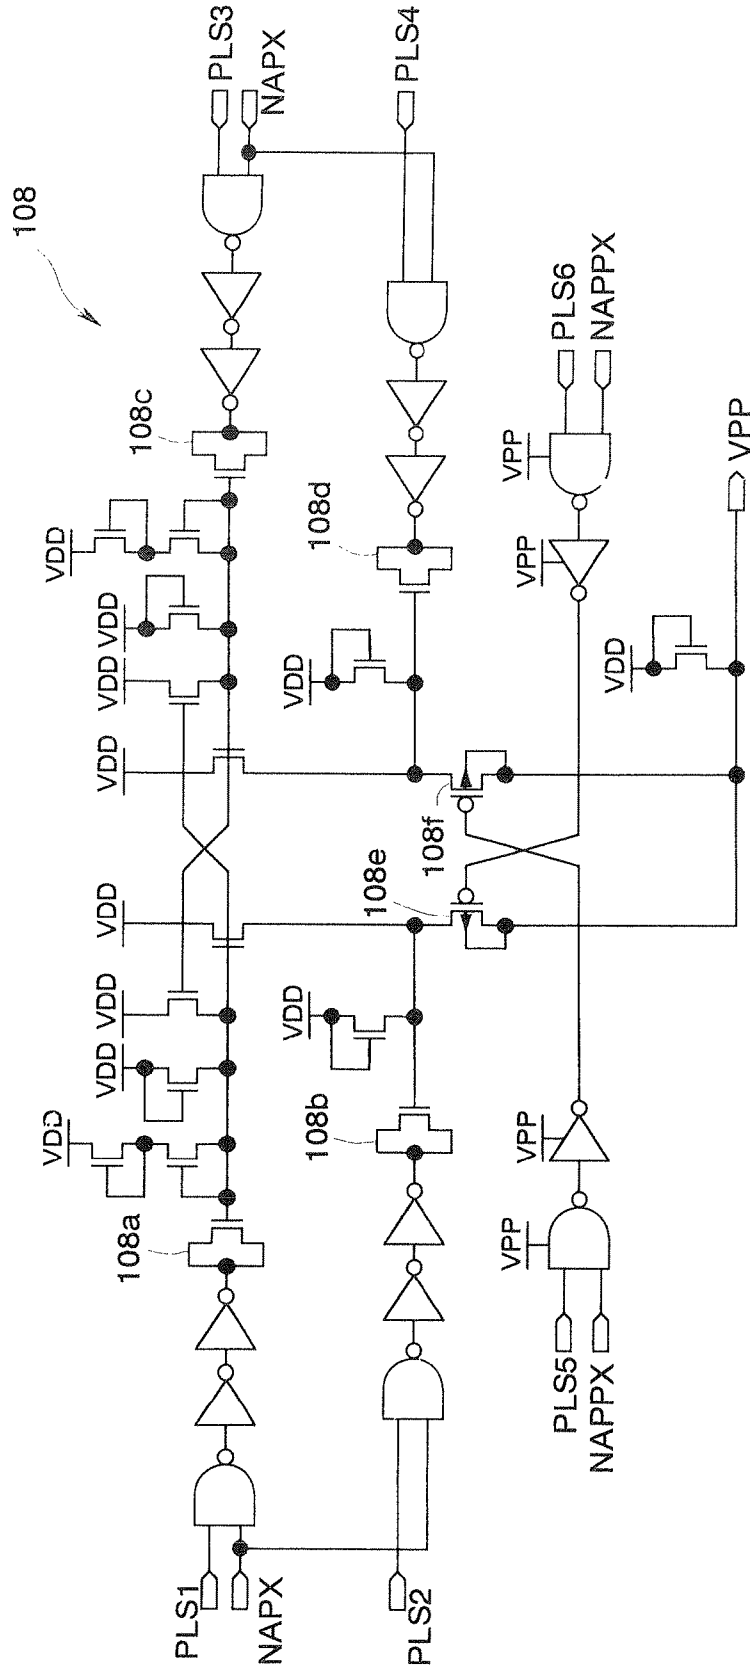 108
VDD
VDD
VDD
VDD
VDD
VDD
VDD
VDD
108a
108c
PLS1
PLS3
NAPX
NAPX
VDD
VDD
108b
108d
108e
PLS2
PLS4
108f
VPP
VPP
VPP
VPP
PLS5
PLS6
NAPPX
NAPPX
VDD
VPP